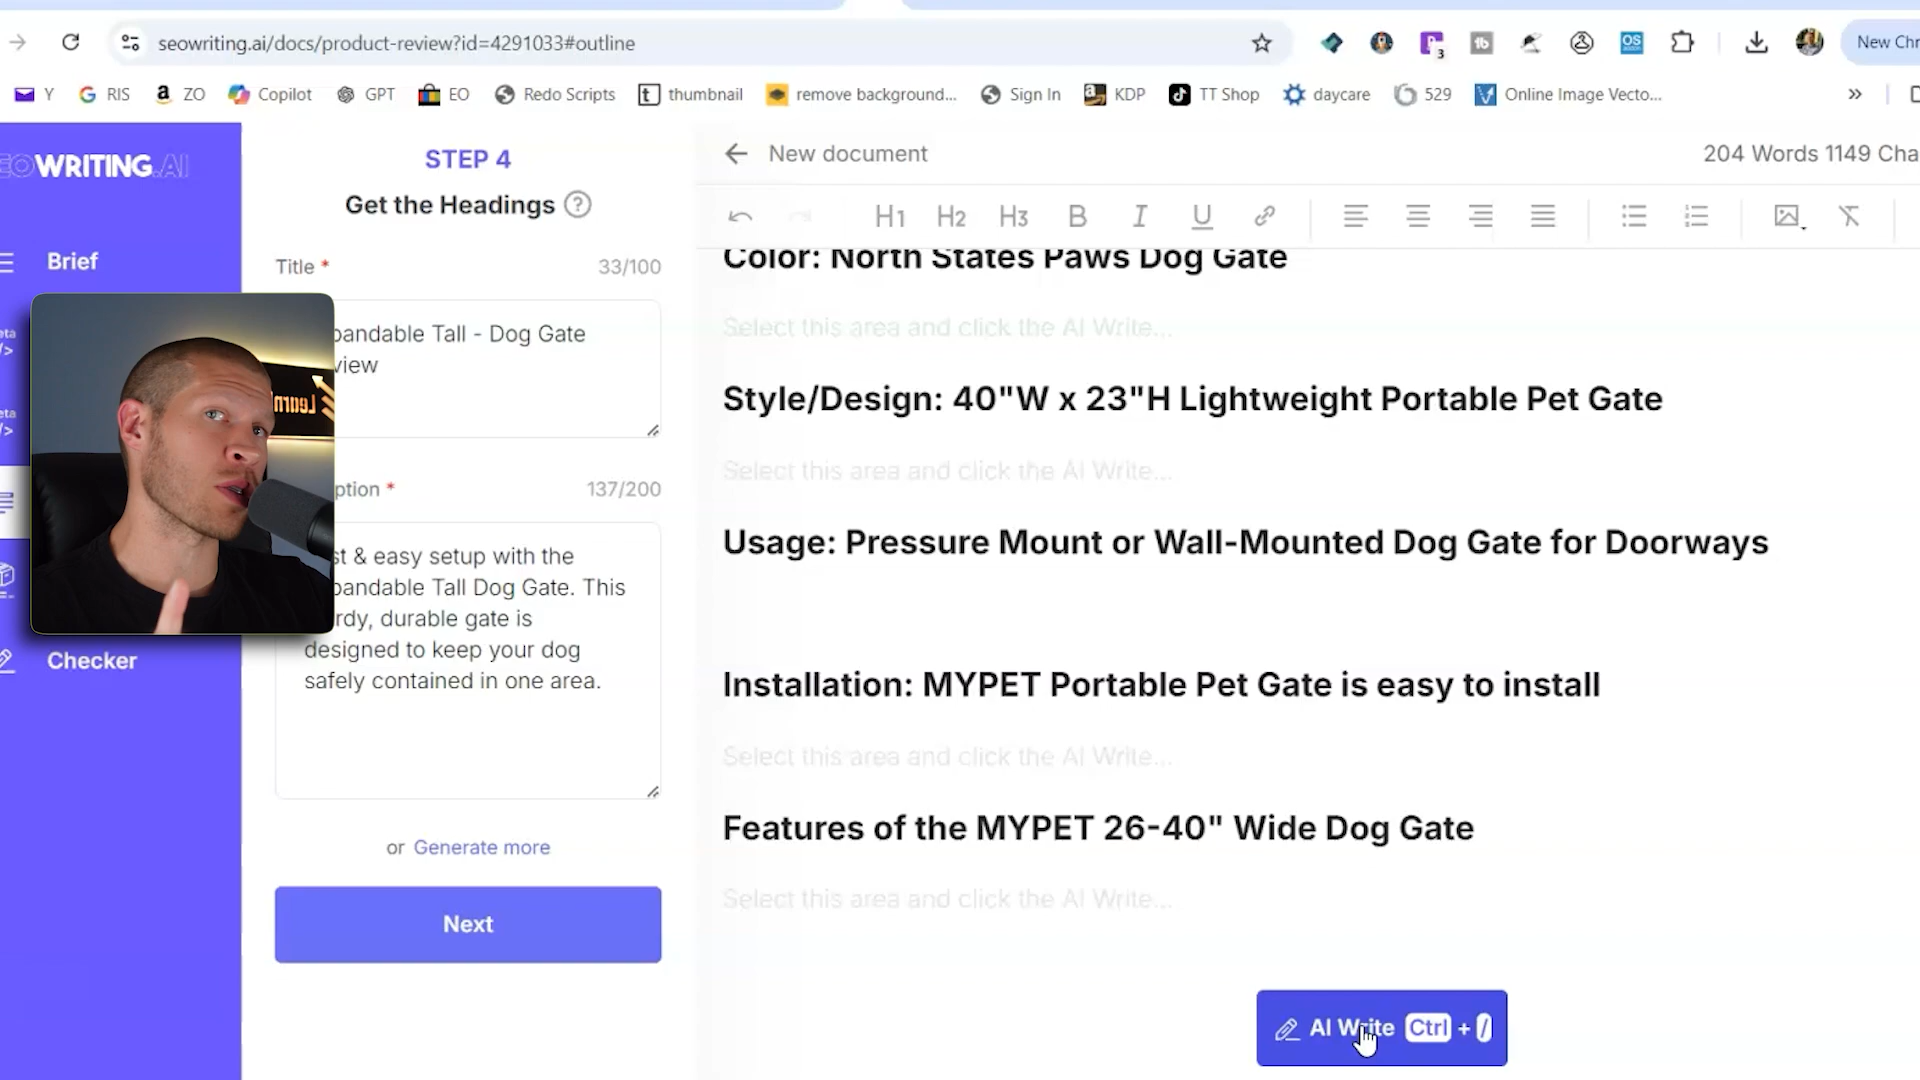 seowriting.ai/docs/product-review?id=4291033#outline
New Chr
Y
RIS
ZO
Copilot
GPT
EO
Redo Scripts
thumbnail
remove background...
Sign In
KDP
TT Shop
daycare
529
Online Image Vecto...
EOWRITING.AI
Brief
Checker
STEP 4
Get the Headings
Title *
33/100
pandable Tall - Dog Gate
view
ption *
137/200
st & easy setup with the
pandable Tall Dog Gate. This
rdy, durable gate is
designed to keep your dog
safely contained in one area.
or Generate more
Next
New document
204 Words 1149 Cha
H1 H2 H3 B I U
Color: North States Paws Dog Gate
Select this area and click the AI Write...
Style/Design: 40"W x 23"H Lightweight Portable Pet Gate
Select this area and click the AI Write...
Usage: Pressure Mount or Wall-Mounted Dog Gate for Doorways
Installation: MYPET Portable Pet Gate is easy to install
Select this area and click the AI Write...
Features of the MYPET 26-40" Wide Dog Gate
Select this area and click the AI Write...
AI Write Ctrl + /